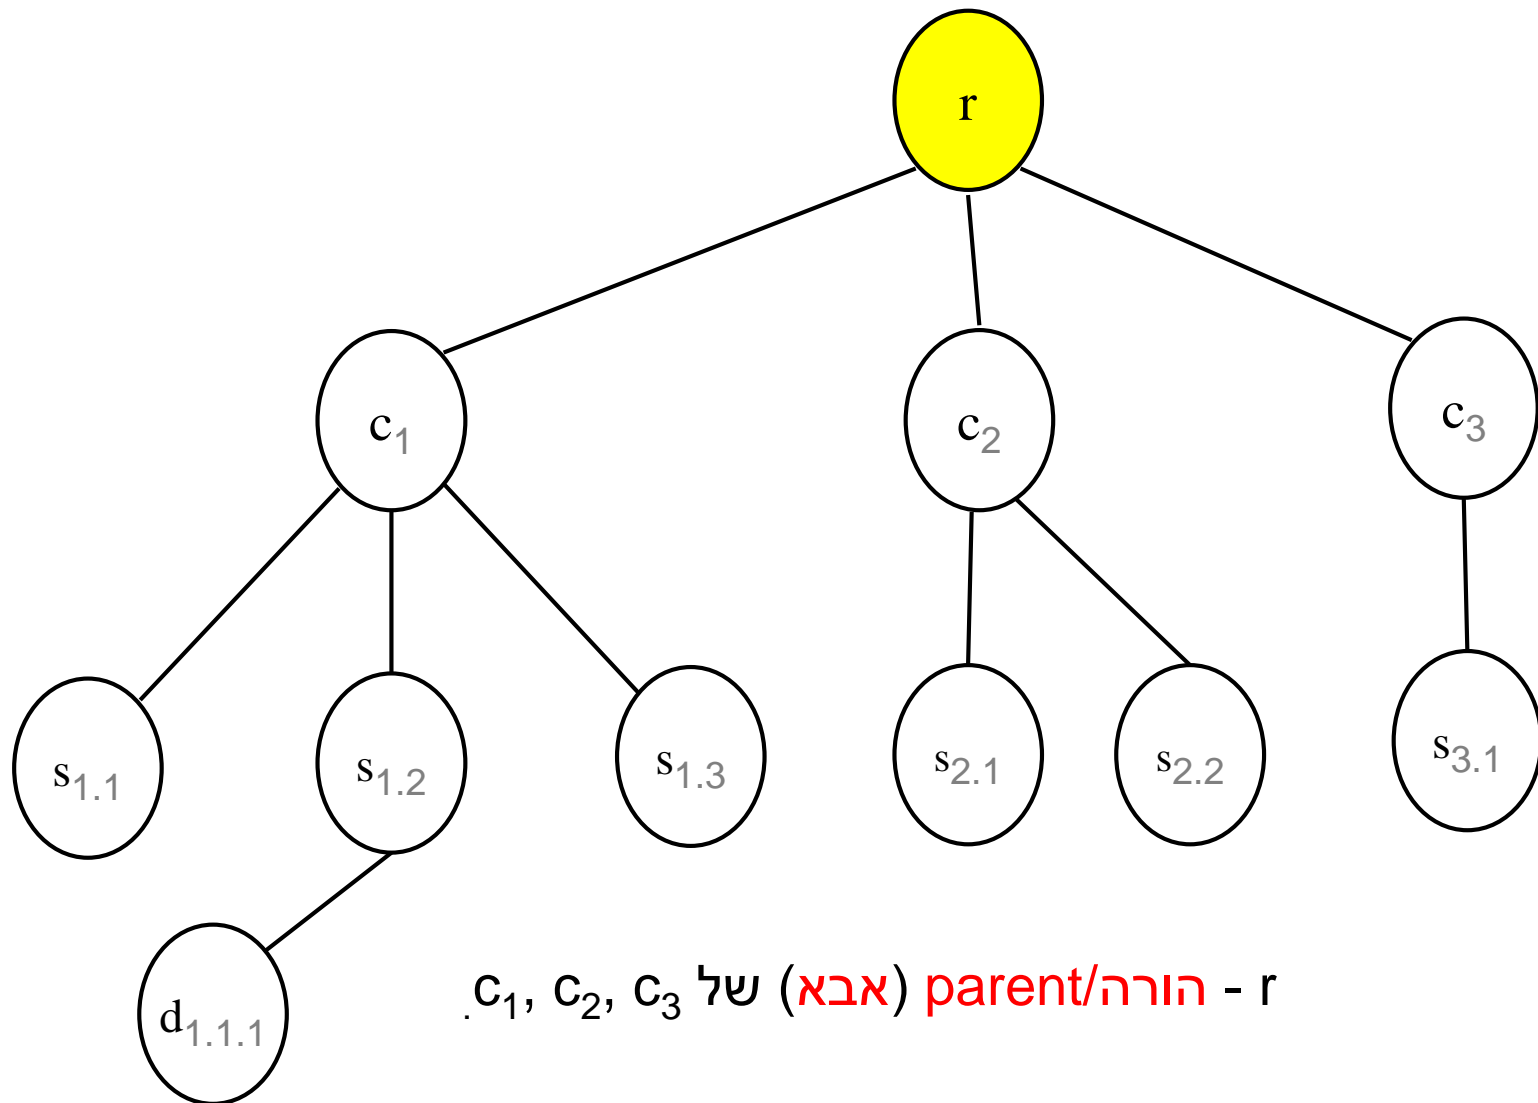 r
c₁ c₂ c₃
s₁.₁ s₁.₂ s₁.₃ s₂.₁ s₂.₂ s₃.₁
d₁.₁.₁
r - הורה/parent (אבא) של c₁, c₂, c₃.